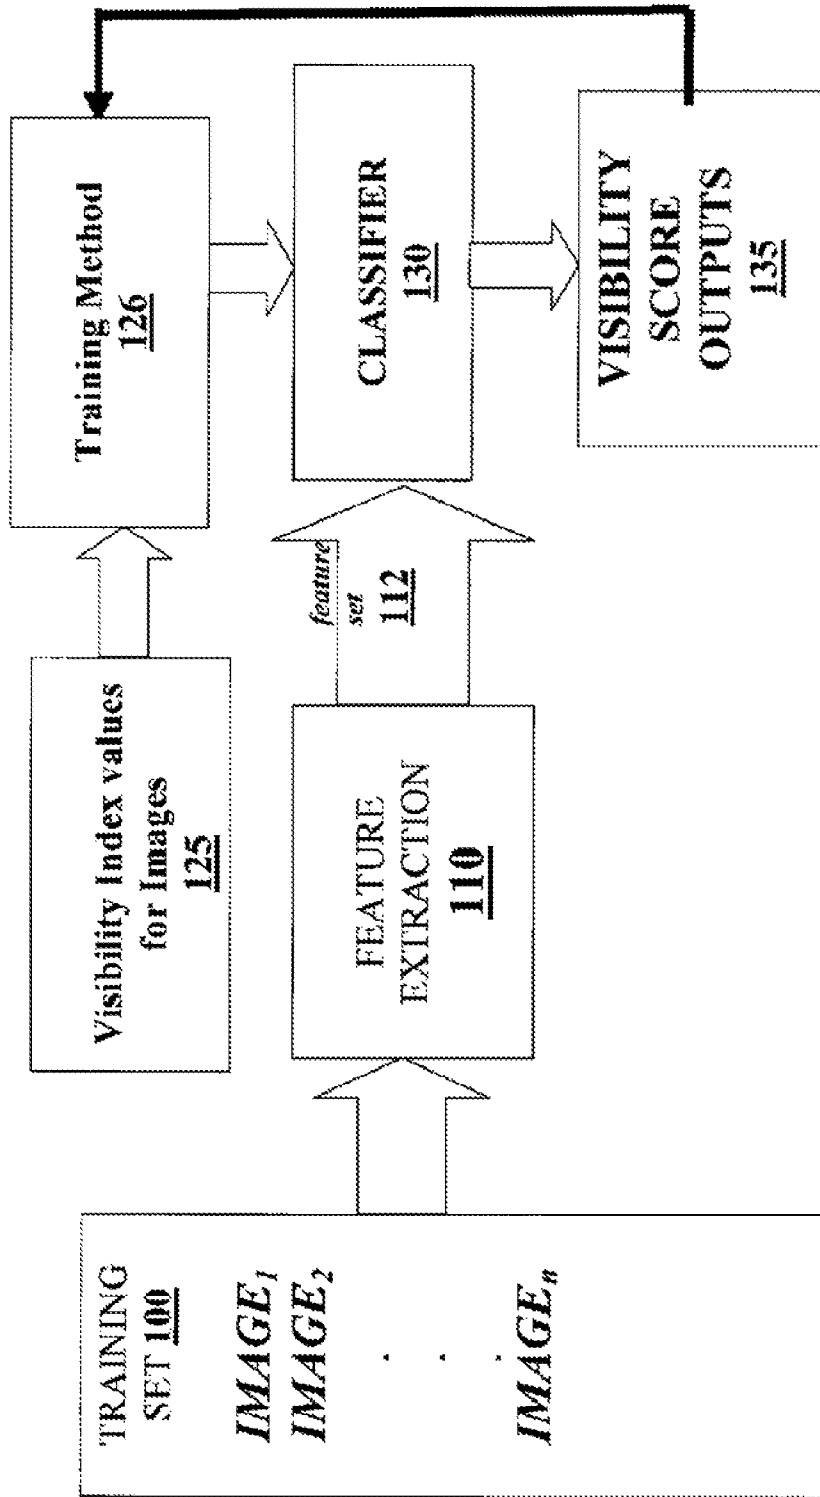 TRAINING
SET 100
IMAGE1
IMAGE2
.
.
.
IMAGEn
Visibility Index values
for Images
125
FEATURE
EXTRACTION
110
feature
set
112
Training Method
126
CLASSIFIER
130
VISIBILITY
SCORE
OUTPUTS
135